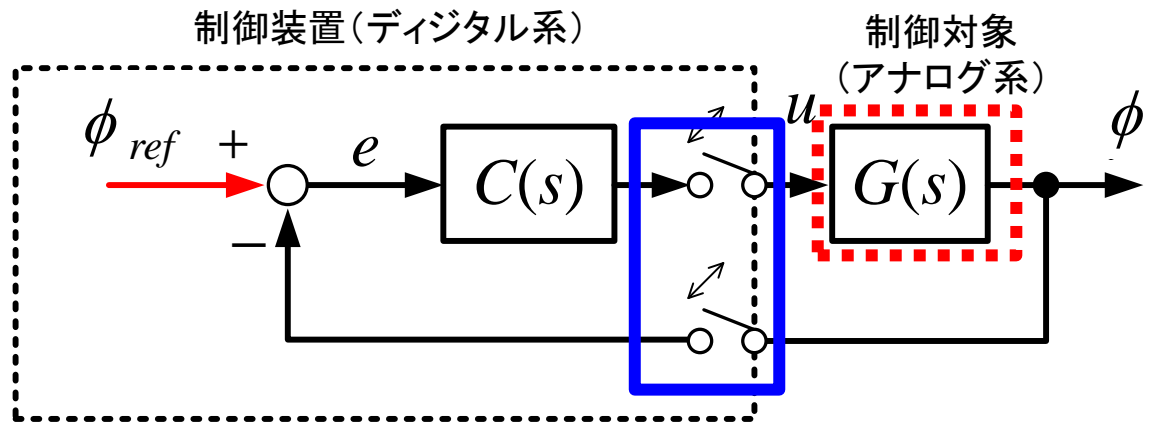 制御装置(ディジタル系)
制御対象
(アナログ系)
ϕ ref
+
−
e
C(s)
u
G(s)
ϕ